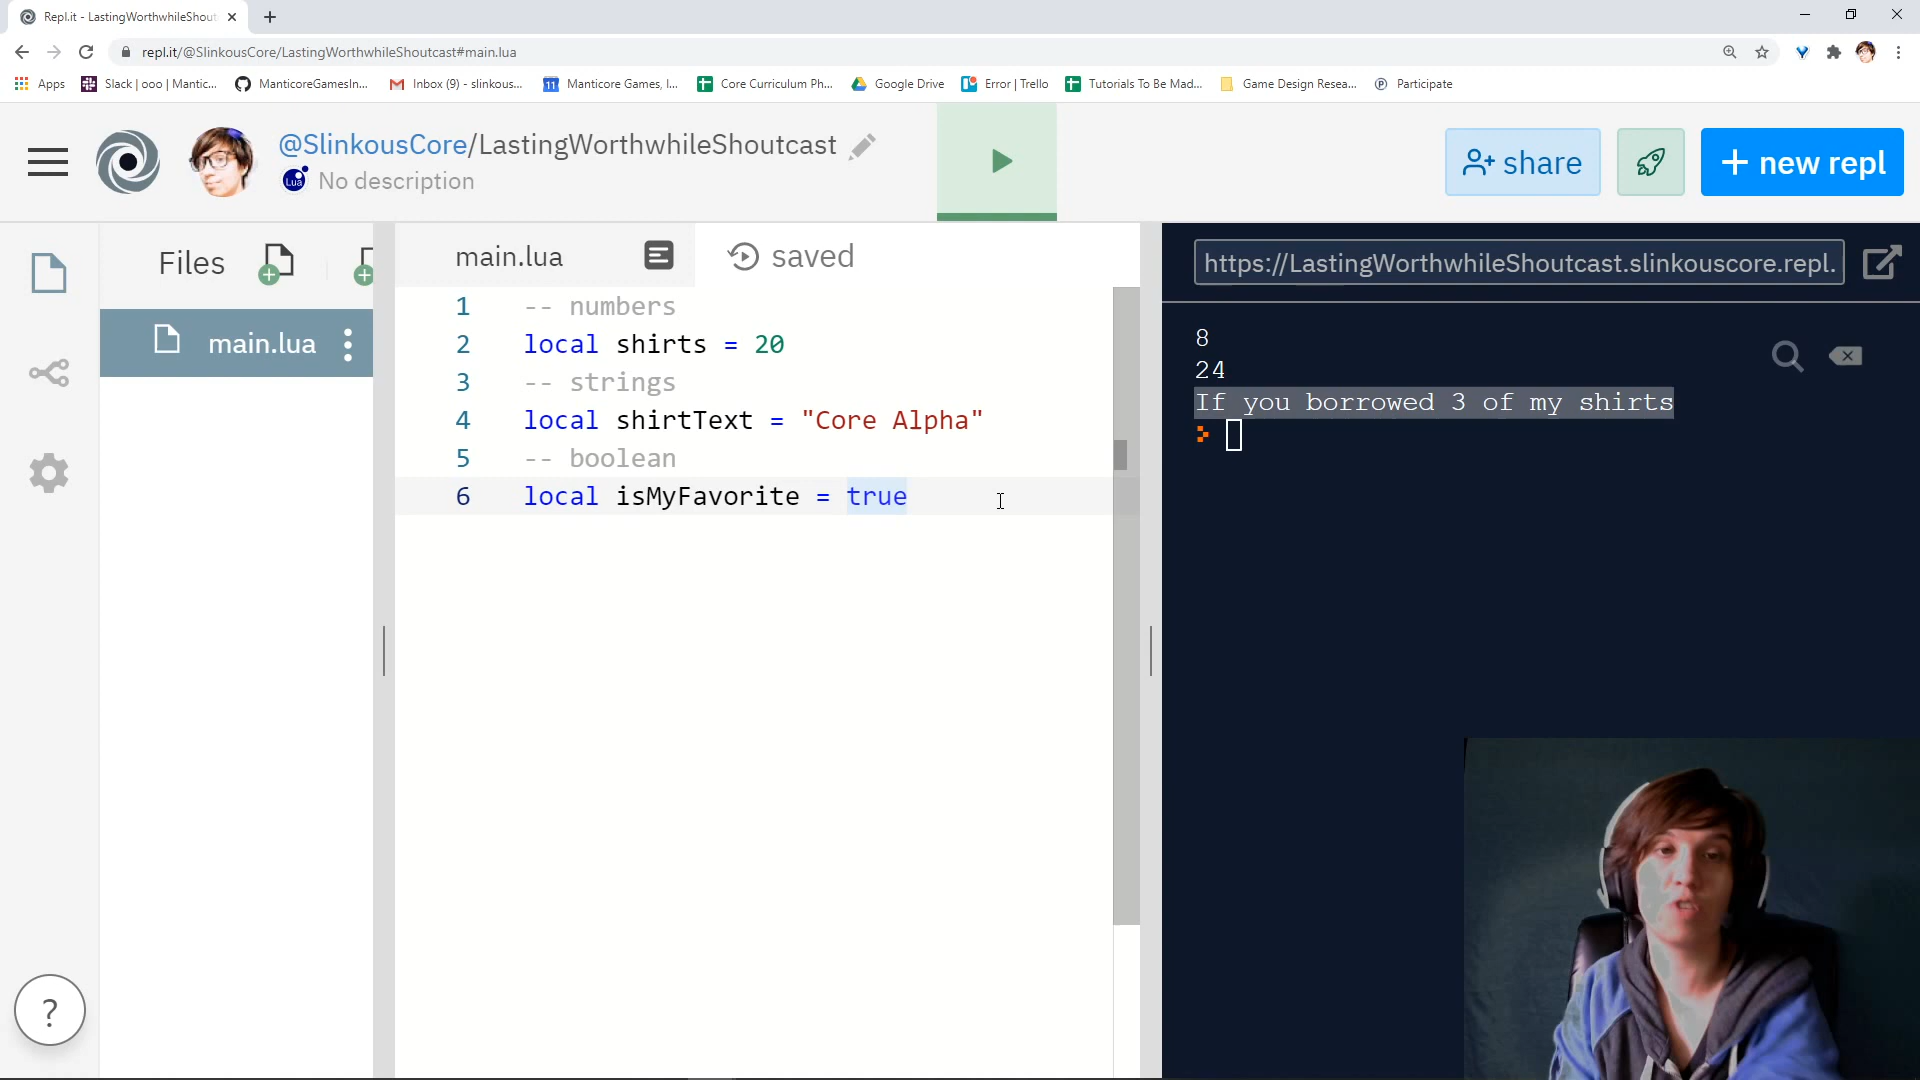 Repl.it - LastingWorthwhileShout
repl.it/@SlinkousCore/LastingWorthwhileShoutcast#main.lua
Apps
Slack | ooo | Mantic...
ManticoreGamesIn...
Inbox (9) - slinkous...
11
Manticore Games, I...
Core Curriculum Ph...
Google Drive
Error | Trello
Tutorials To Be Mad...
Game Design Resea...
Participate
@SlinkousCore/LastingWorthwhileShoutcast
Lua
No description
share
+ new repl
Files
main.lua
saved
main.lua
1 -- numbers
2 local shirts = 20
3 -- strings
4 local shirtText = "Core Alpha"
5 -- boolean
6 local isMyFavorite = true
https://LastingWorthwhileShoutcast.slinkouscore.repl.
8
24
If you borrowed 3 of my shirts
>
?